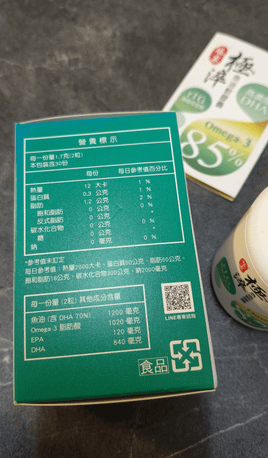 極淬
rTG
DHA
Omega-3
85%
營養標示
每一份量1.7克(2粒)
本包裝含30份
每份 每日參考值百分比
熱量 12 大卡 1 %
蛋白質 0.3 公克 1 %
脂肪 1.2 公克 2 %
飽和脂肪 0 公克 0 %
反式脂肪 0 公克 *
碳水化合物 0 公克 0 %
糖 0 公克 *
鈉 0 毫克 0 %
*參考值未訂定
每日參考值：熱量2000大卡、蛋白質60公克、脂肪60公克、
飽和脂肪18公克、碳水化合物300公克、鈉2000毫克
每一份量(2粒)其他成分含量
魚油(含 DHA 70%) 1200 毫克
Omega 3 脂肪酸 1020 毫克
EPA 120 毫克
DHA 840 毫克
LINE專屬諮詢
食品